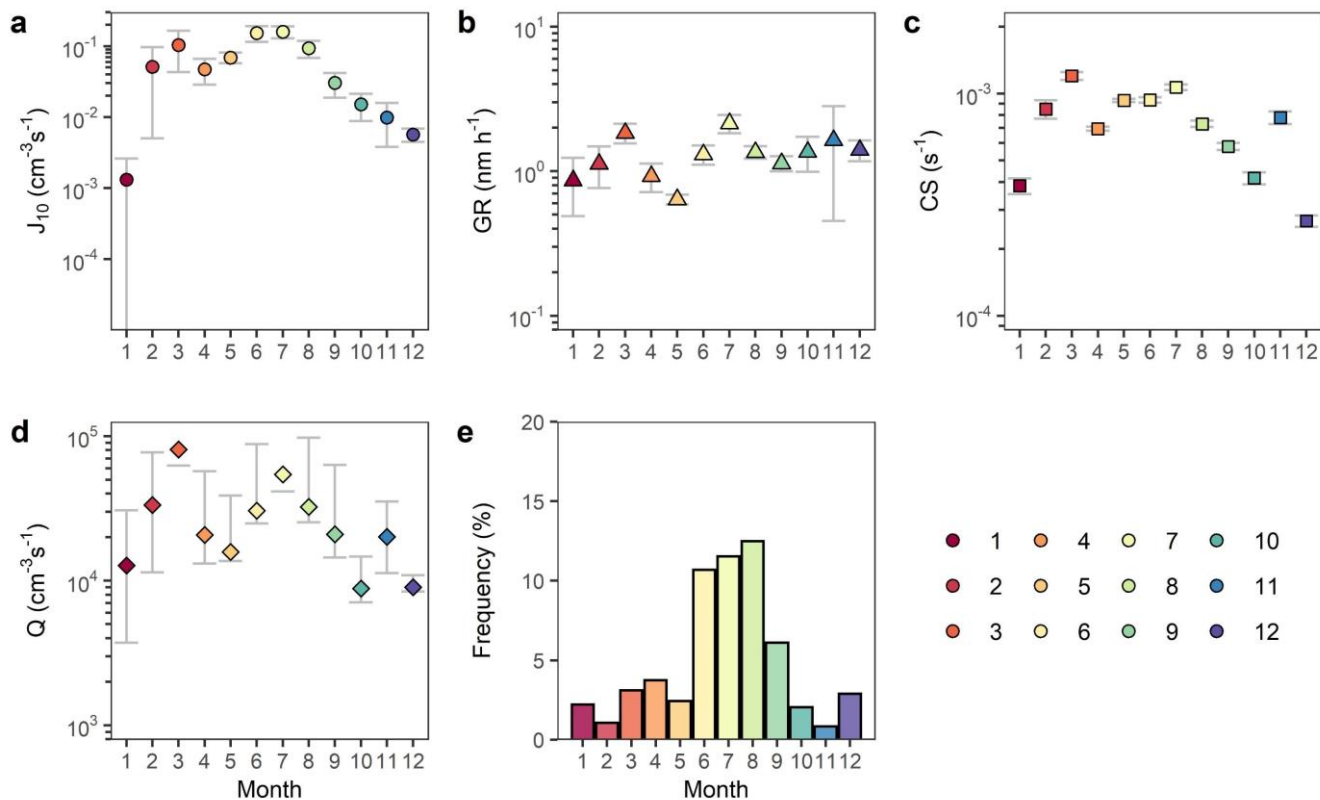 a
J10 (cm-3s-1)
10-1
10-2
10-3
10-4
1 2 3 4 5 6 7 8 9 10 11 12
b
GR (nm h-1)
101
100
10-1
1 2 3 4 5 6 7 8 9 10 11 12
c
CS (s-1)
10-3
10-4
1 2 3 4 5 6 7 8 9 10 11 12
d
Q (cm-3s-1)
105
104
103
1 2 3 4 5 6 7 8 9 10 11 12
Month
e
Frequency (%)
20
15
10
5
0
1 2 3 4 5 6 7 8 9 10 11 12
Month
1 4 7 10
2 5 8 11
3 6 9 12